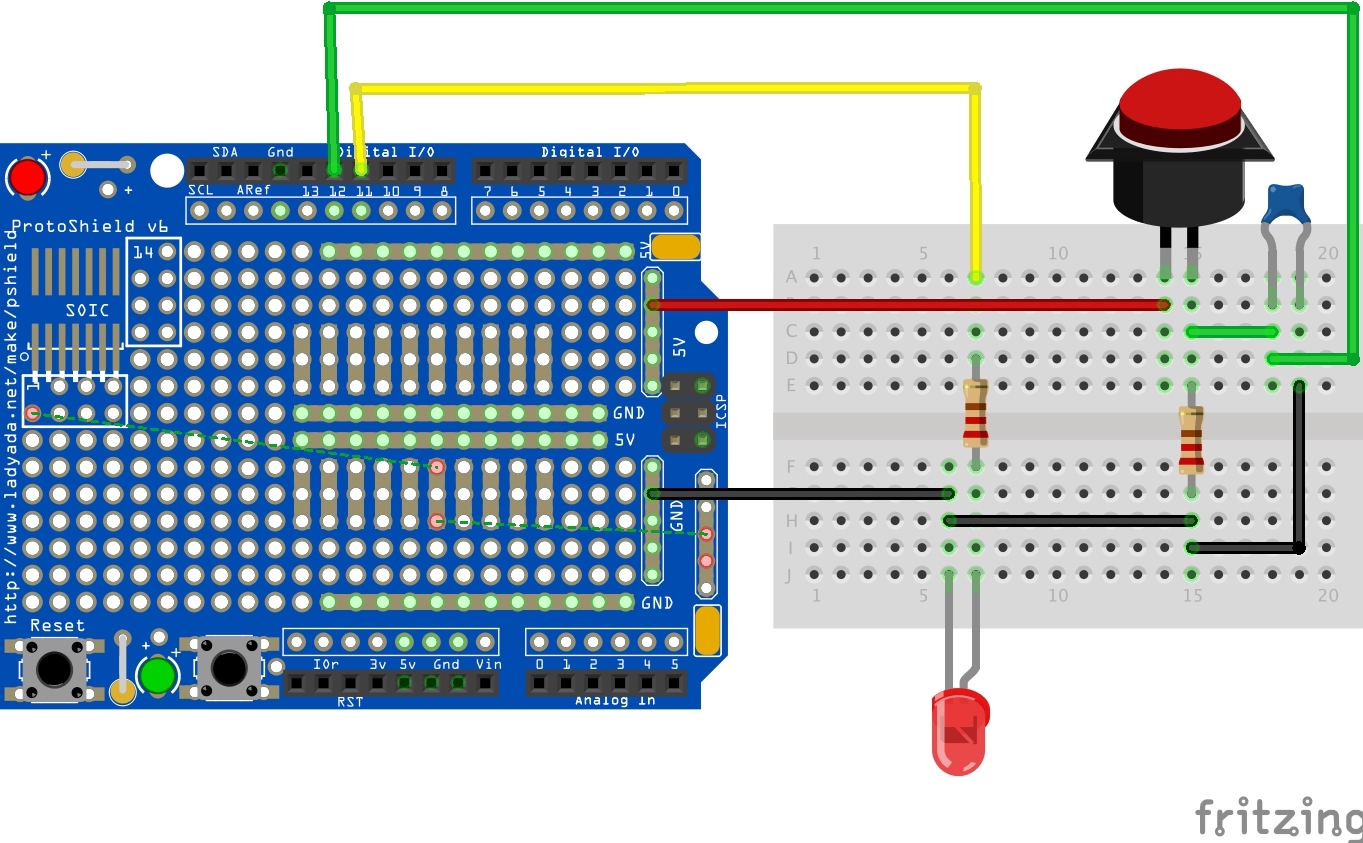 SDA Gnd Digital I/O Digital I/O
SCL ARef 13 12 11 10 9 8 7 6 5 4 3 2 1 0
ProtoShield v6
http://www.ladyada.net/make/pshield
14
SOIC
1
5V
5V
GND
5V
ICSP
GND
GND
Reset
IOr 3v 5v Gnd Vin 0 1 2 3 4 5
RST Analog In
1 5 10 15 20
A
B
C
D
E
F
G
H
I
J
1 5 10 15 20
fritzing